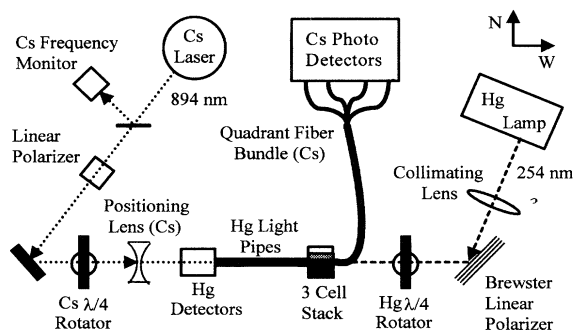 Cs Frequency
Monitor
Cs
Laser
894 nm
Linear
Polarizer
Cs Photo
Detectors
Quadrant Fiber
Bundle (Cs)
N
W
Hg
Lamp
Collimating
Lens
254 nm
Positioning
Lens (Cs)
Hg Light
Pipes
Cs λ/4
Rotator
Hg
Detectors
3 Cell
Stack
Hg λ/4
Rotator
Brewster
Linear
Polarizer